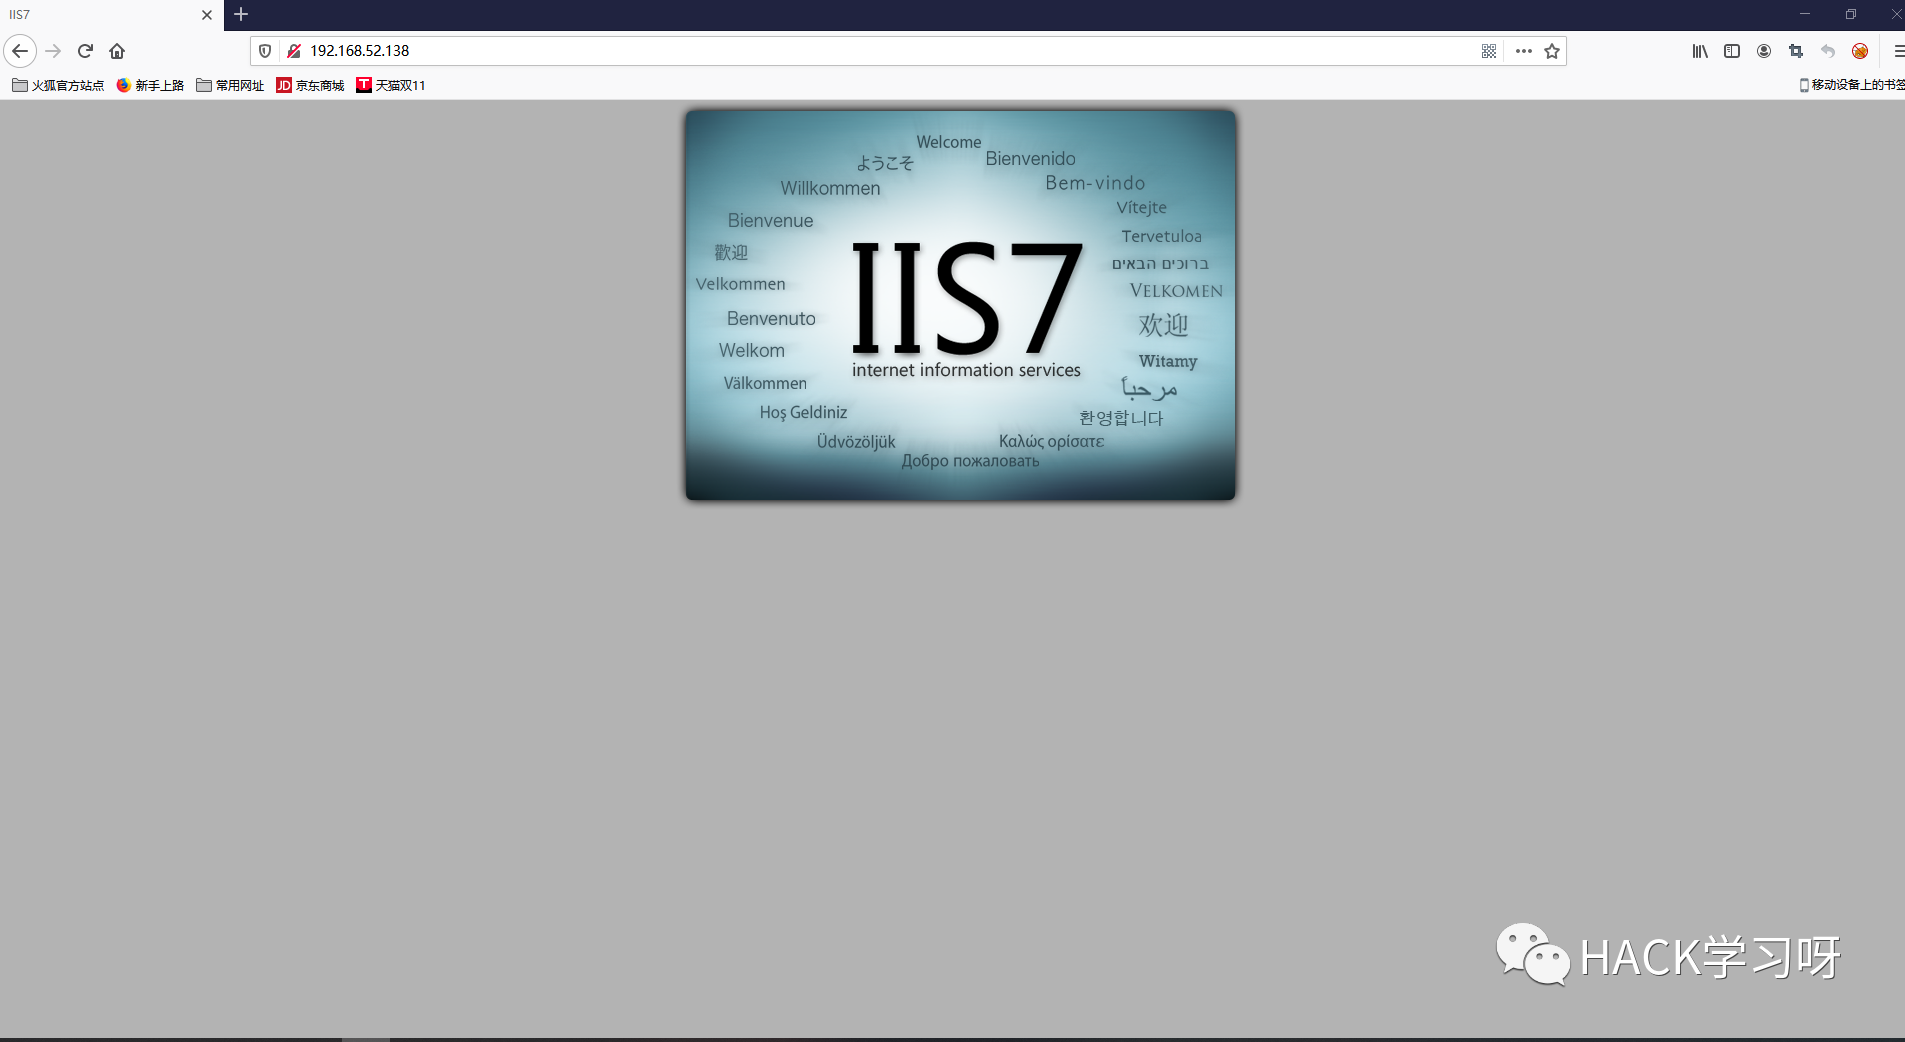 IIS7
192.168.52.138
火狐官方站点 新手上路 常用网址 JD 京东商城 T 天猫双11 移动设备上的书签
Welcome
ようこそ
Bienvenido
Willkommen
Bem-vindo
Bienvenue
Vítejte
歡迎
Tervetuloa
ברוכים הבאים
Velkommen
VELKOMEN
IIS7
Benvenuto
欢迎
Welkom
Witamy
internet information services
Välkommen
مرحباً
Hoş Geldiniz
환영합니다
Üdvözöljük
Καλώς ορίσατε
Добро пожаловать
HACK学习呀